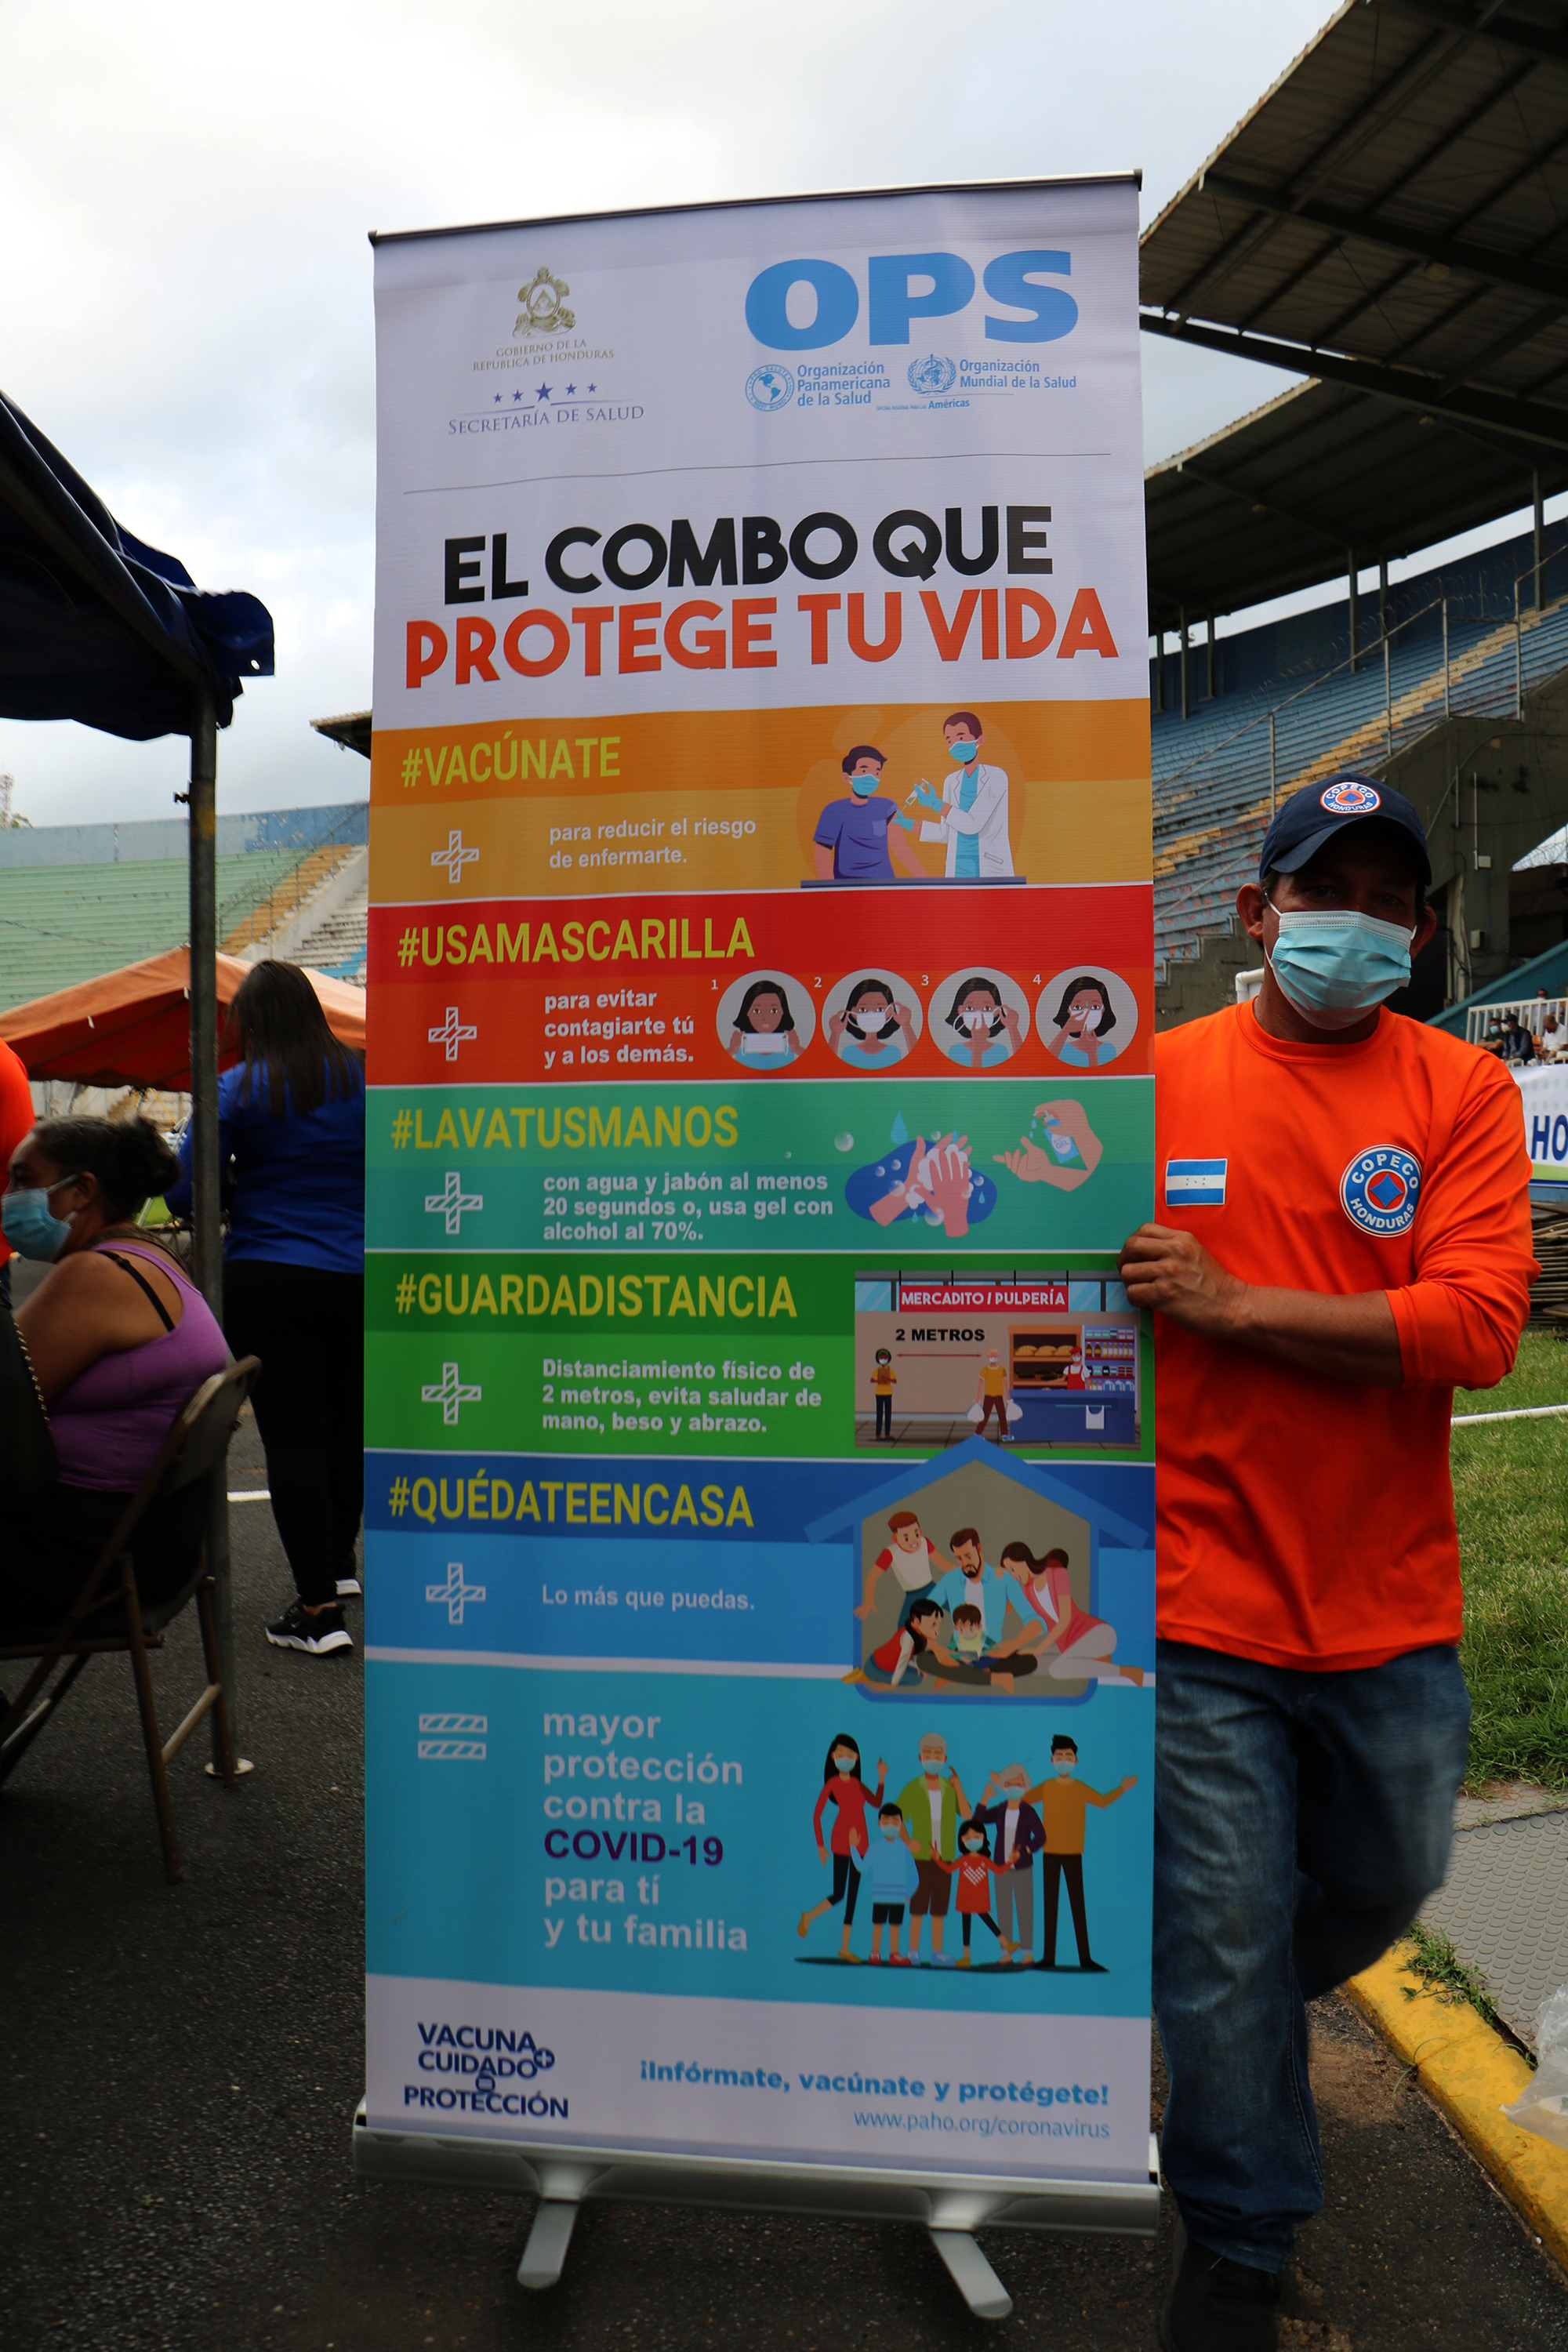 GOBIERNO DE LA
REPUBLICA DE HONDURAS
SECRETARÍA DE SALUD
OPS
Organización
Panamericana
de la Salud
Organización
Mundial de la Salud
Américas
EL COMBO QUE
PROTEGE TU VIDA
#VACÚNATE
para reducir el riesgo
de enfermarte.
#USAMASCARILLA
para evitar
contagiarte tú
y a los demás.
1 2 3 4
#LAVATUSMANOS
con agua y jabón al menos
20 segundos o, usa gel con
alcohol al 70%.
#GUARDADISTANCIA
Distanciamiento físico de
2 metros, evita saludar de
mano, beso y abrazo.
MERCADITO / PULPERÍA
2 METROS
#QUÉDATEENCASA
Lo más que puedas.
mayor
protección
contra la
COVID-19
para tí
y tu familia
VACUNA
CUIDADO
PROTECCIÓN
¡Infórmate, vacúnate y protégete!
www.paho.org/coronavirus
COPECO
HONDURAS
COPECO
HONDURAS
HO